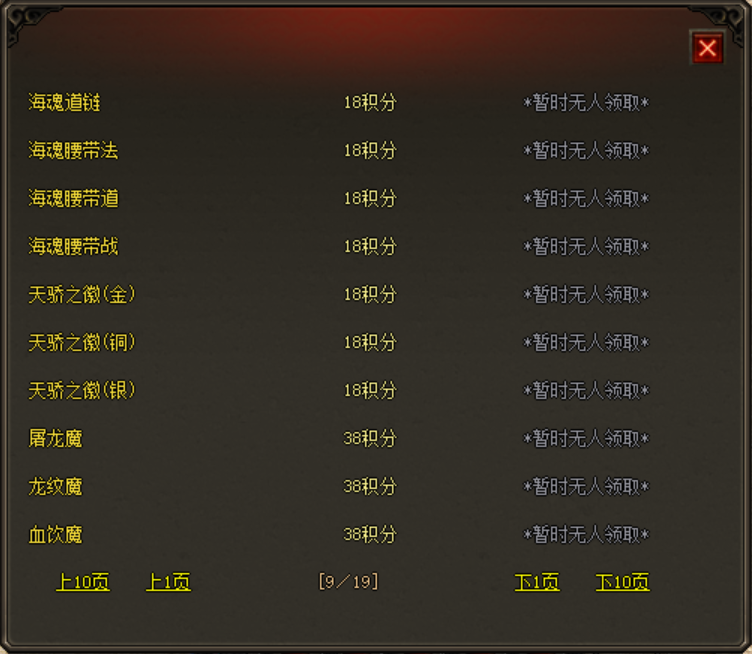 海魂道链 18积分 *暂时无人领取*
海魂腰带法 18积分 *暂时无人领取*
海魂腰带道 18积分 *暂时无人领取*
海魂腰带战 18积分 *暂时无人领取*
天骄之徽(金) 18积分 *暂时无人领取*
天骄之徽(铜) 18积分 *暂时无人领取*
天骄之徽(银) 18积分 *暂时无人领取*
屠龙魔 38积分 *暂时无人领取*
龙纹魔 38积分 *暂时无人领取*
血饮魔 38积分 *暂时无人领取*
上10页 上1页 [9/19] 下1页 下10页